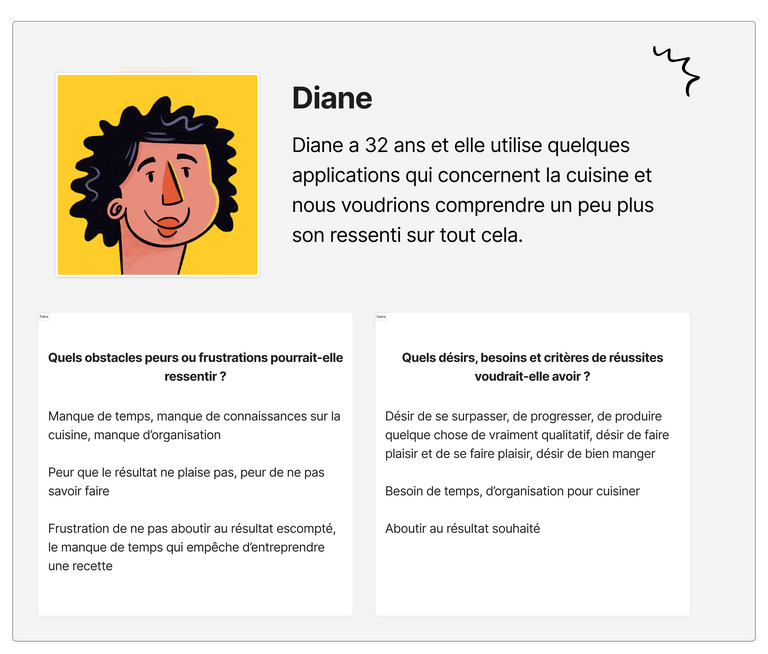 Diane
Diane a 32 ans et elle utilise quelques
applications qui concernent la cuisine et
nous voudrions comprendre un peu plus
son ressenti sur tout cela.
Pains
Quels obstacles peurs ou frustrations pourrait-elle
ressentir ?
Manque de temps, manque de connaissances sur la
cuisine, manque d’organisation
Peur que le résultat ne plaise pas, peur de ne pas
savoir faire
Frustration de ne pas aboutir au résultat escompté,
le manque de temps qui empêche d’entreprendre
une recette
Gains
Quels désirs, besoins et critères de réussites
voudrait-elle avoir ?
Désir de se surpasser, de progresser, de produire
quelque chose de vraiment qualitatif, désir de faire
plaisir et de se faire plaisir, désir de bien manger
Besoin de temps, d’organisation pour cuisiner
Aboutir au résultat souhaité